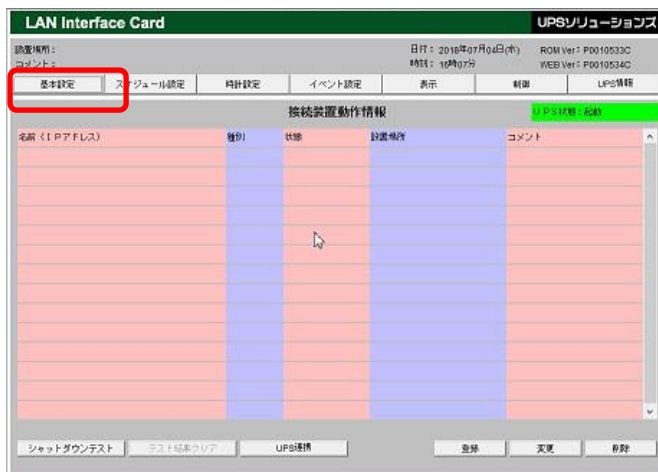 LAN Interface Card
UPSソリューションズ
設置場所：
コメント：
日付：2018年07月04日(水)
ROM Ver：P0010533C
時刻：16時07分
WEB Ver：P0010534C
基本設定
スケジュール設定
時計設定
イベント設定
表示
制御
UPS情報
接続装置動作情報
UPS状態：起動
名前（IPアドレス）
種別
状態
設置場所
コメント
シャットダウンテスト
テスト結果クリア
UPS連携
登録
変更
削除